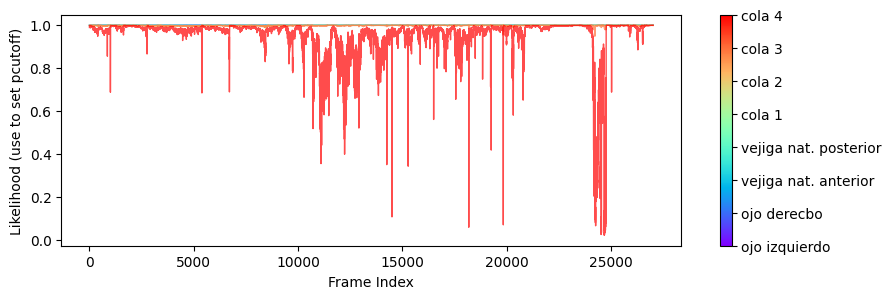 Likelihood (use to set pcutoff)
1.0
0.8
0.6
0.4
0.2
0.0
0
5000
10000
15000
20000
25000
Frame Index
cola 4
cola 3
cola 2
cola 1
vejiga nat. posterior
vejiga nat. anterior
ojo derecbo
ojo izquierdo